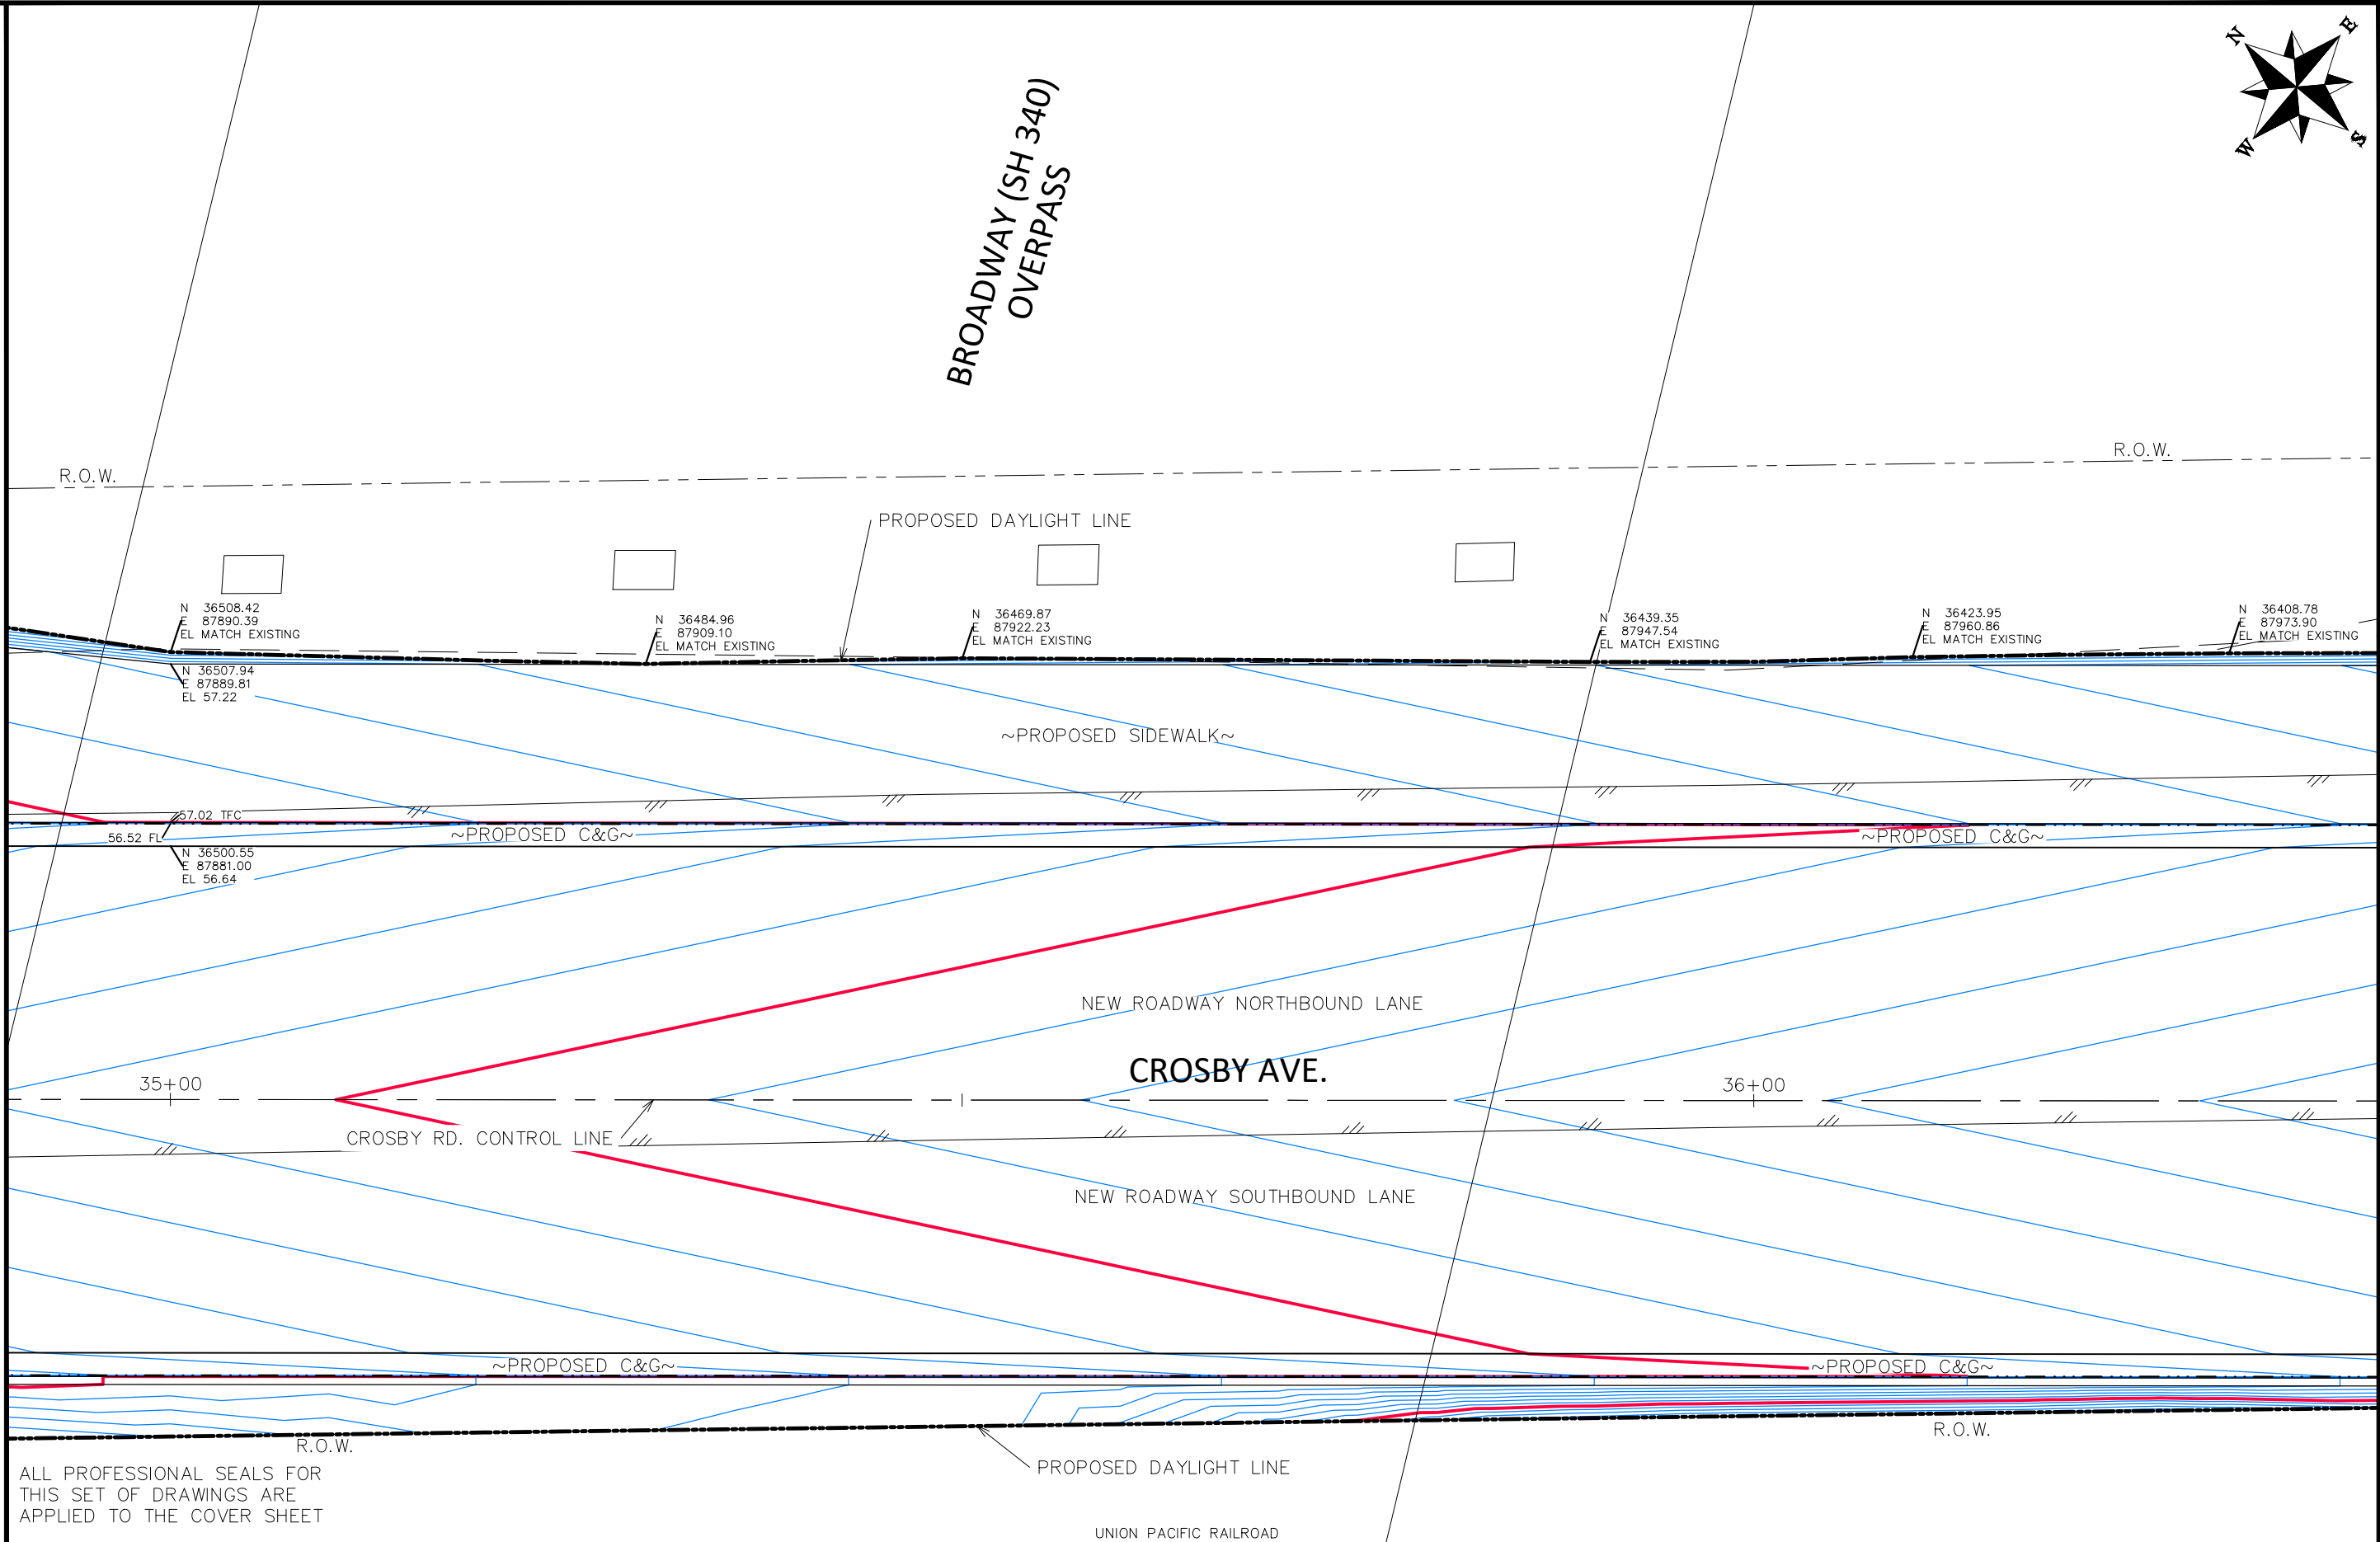 N
E
W
S
BROADWAY (SH 340)
OVERPASS
R.O.W.
R.O.W.
PROPOSED DAYLIGHT LINE
N 36508.42
E 87890.39
EL MATCH EXISTING
N 36484.96
E 87909.10
EL MATCH EXISTING
N 36469.87
E 87922.23
EL MATCH EXISTING
N 36439.35
E 87947.54
EL MATCH EXISTING
N 36423.95
E 87960.86
EL MATCH EXISTING
N 36408.78
E 87973.90
EL MATCH EXISTING
N 36507.94
E 87889.81
EL 57.22
~PROPOSED SIDEWALK~
57.02 TFC
56.52 FL
~PROPOSED C&G~
~PROPOSED C&G~
N 36500.55
E 87881.00
EL 56.64
NEW ROADWAY NORTHBOUND LANE
CROSBY AVE.
35+00
36+00
CROSBY RD. CONTROL LINE
NEW ROADWAY SOUTHBOUND LANE
~PROPOSED C&G~
~PROPOSED C&G~
R.O.W.
R.O.W.
PROPOSED DAYLIGHT LINE
ALL PROFESSIONAL SEALS FOR
THIS SET OF DRAWINGS ARE
APPLIED TO THE COVER SHEET
UNION PACIFIC RAILROAD